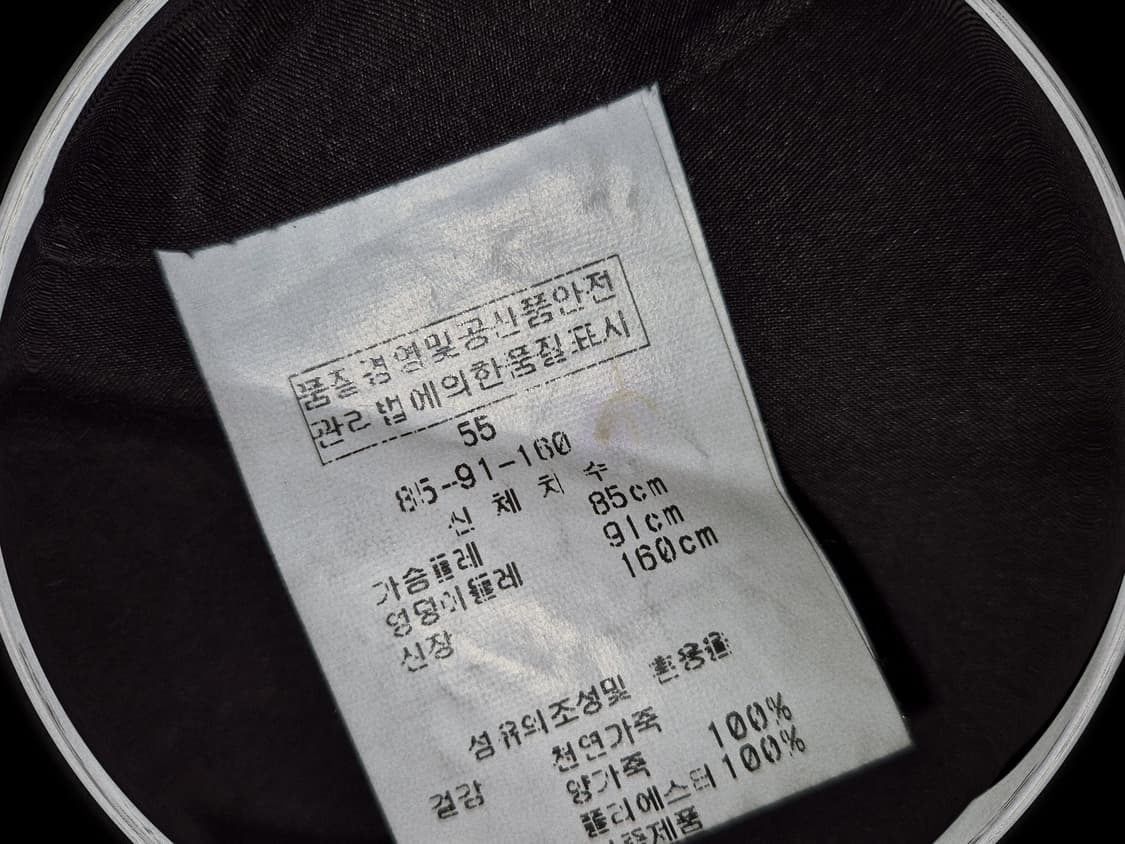 품질경영및공산품안전
관리법에의한품질표시
55
85-91-160
신 체 치 수
가슴둘레 85cm
엉덩이둘레 91cm
신장 160cm
섬유의조성및 혼용율
천연가죽
겉감 양가죽 100%
폴리에스터 100%